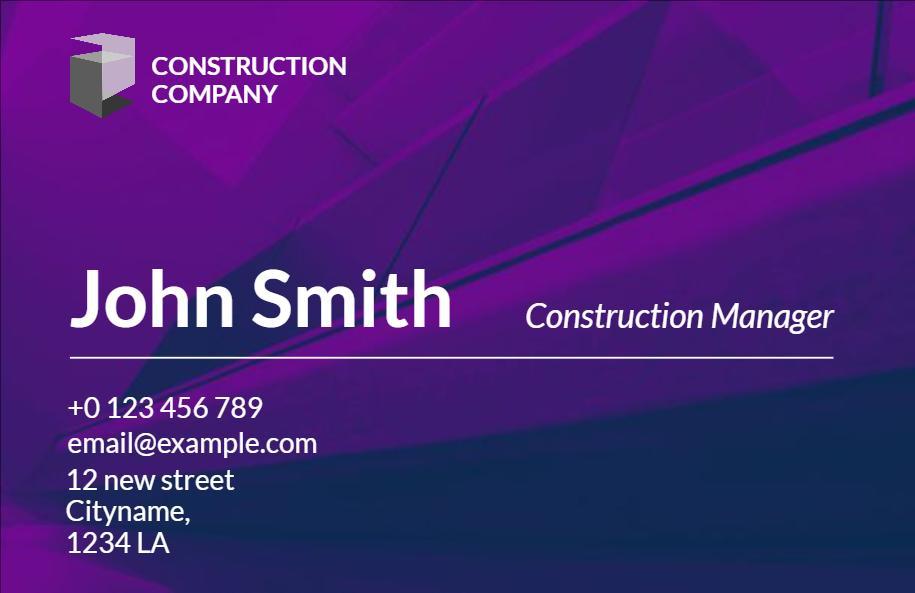 CONSTRUCTION
COMPANY
John Smith
Construction Manager
+0 123 456 789
email@example.com
12 new street
Cityname,
1234 LA